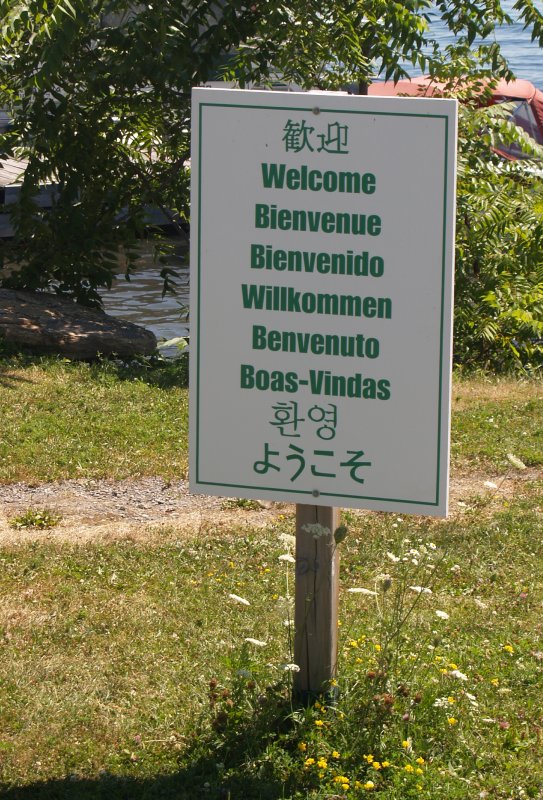 歡迎
Welcome
Bienvenue
Bienvenido
Willkommen
Benvenuto
Boas-Vindas
환영
ようこそ